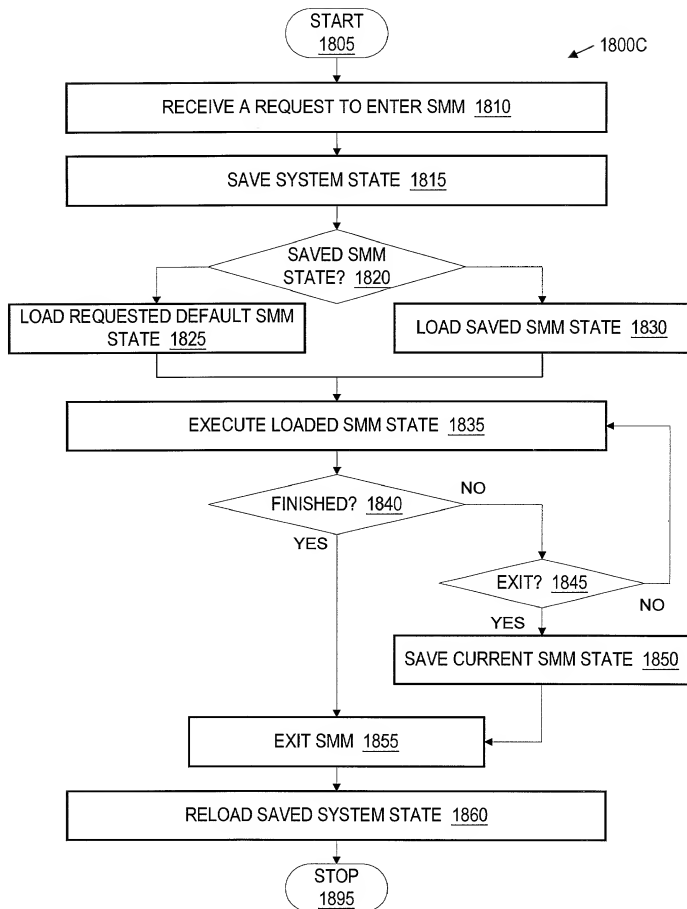 START
1805
1800C
RECEIVE A REQUEST TO ENTER SMM 1810
SAVE SYSTEM STATE 1815
SAVED SMM
STATE? 1820
LOAD REQUESTED DEFAULT SMM
STATE 1825
LOAD SAVED SMM STATE 1830
EXECUTE LOADED SMM STATE 1835
FINISHED? 1840
NO
YES
EXIT? 1845
NO
YES
SAVE CURRENT SMM STATE 1850
EXIT SMM 1855
RELOAD SAVED SYSTEM STATE 1860
STOP
1895